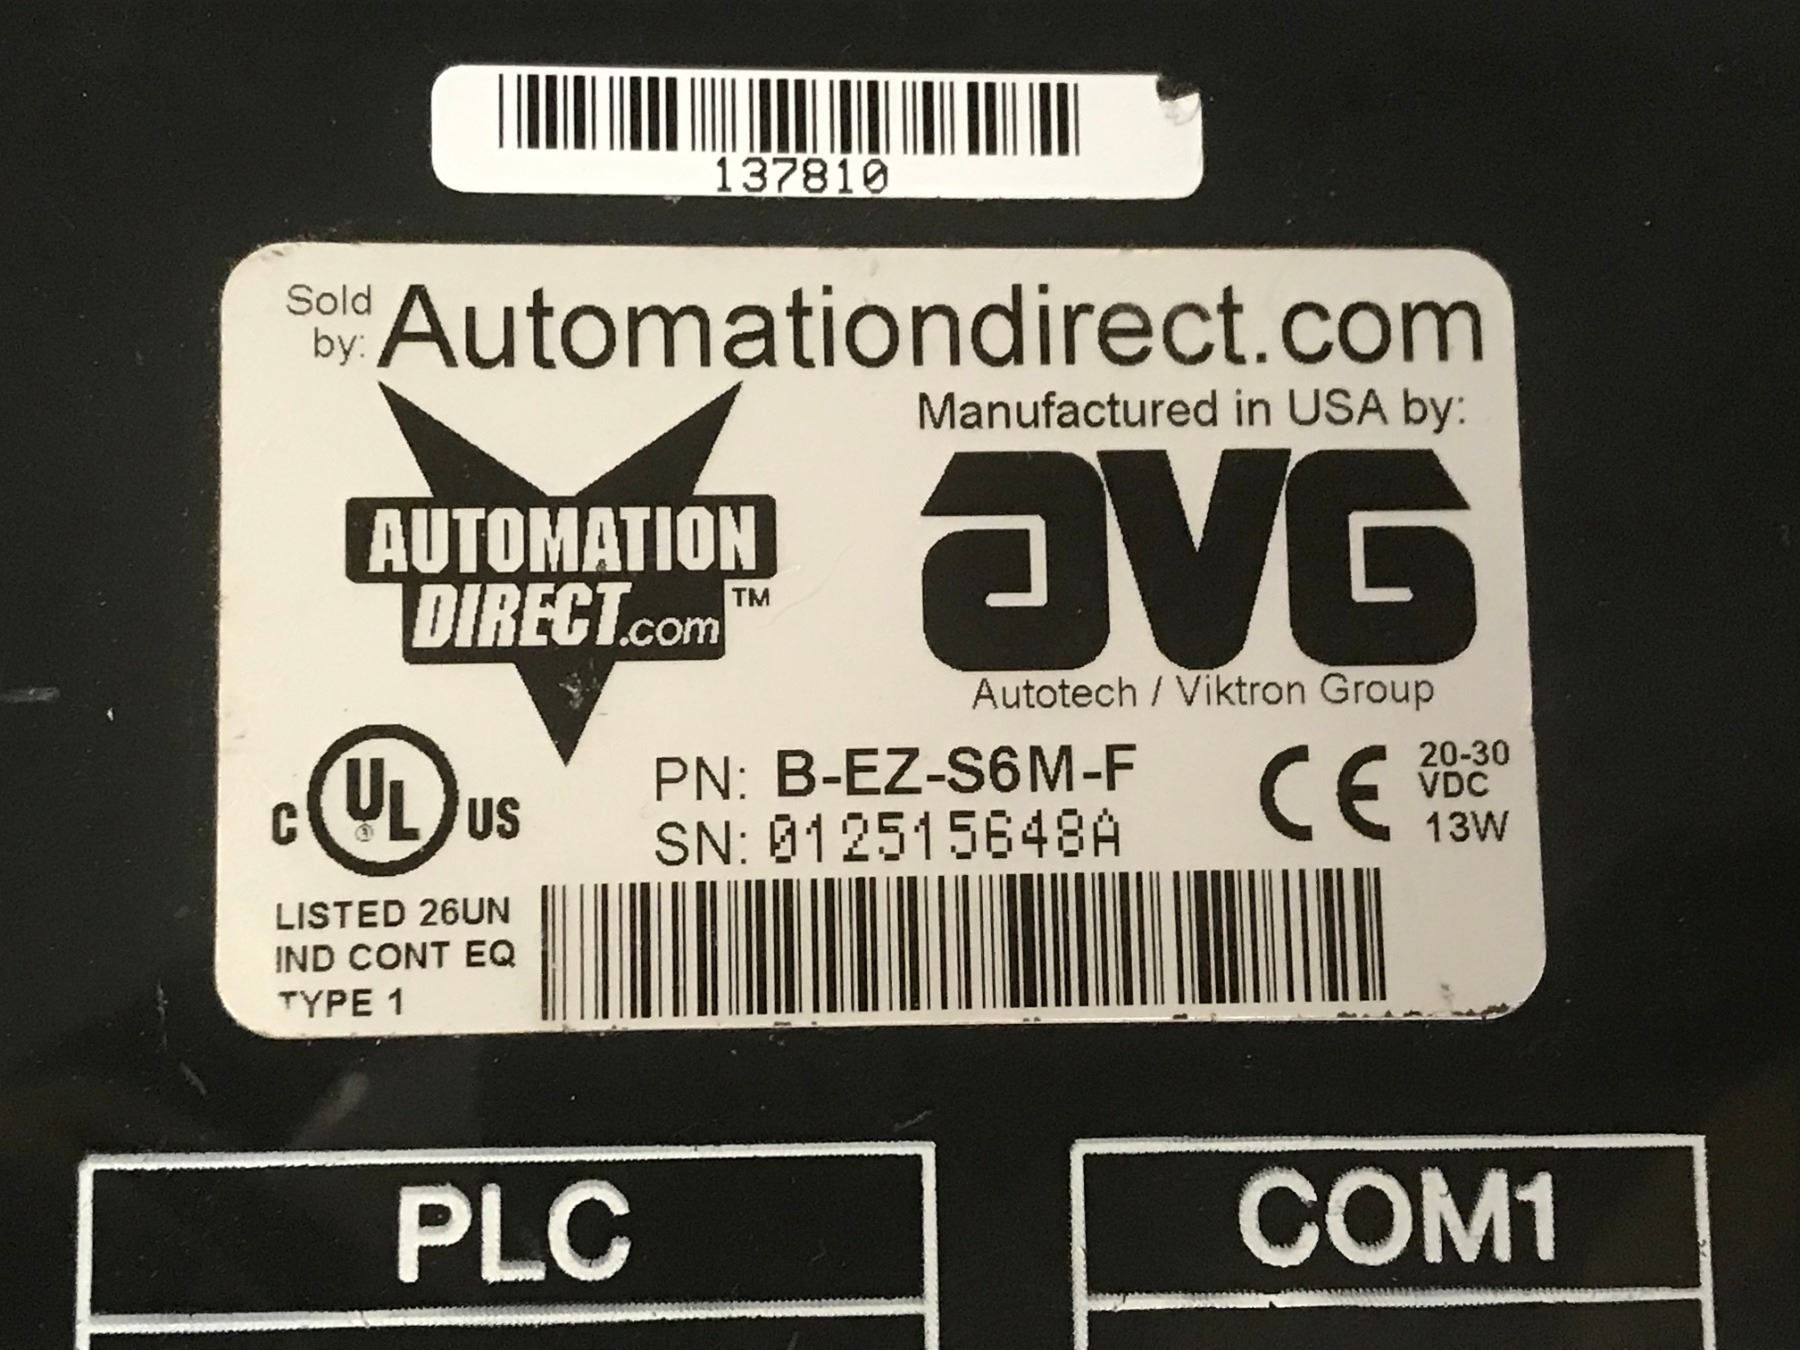 137810
Sold by: Automationdirect.com
AUTOMATION
DIRECT.com ™
Manufactured in USA by:
AVG
Autotech / Viktron Group
C UL US
LISTED 26UN
IND CONT EQ
TYPE 1
PN: B-EZ-S6M-F
SN: 012515648A
CE
20-30
VDC
13W
PLC
COM1